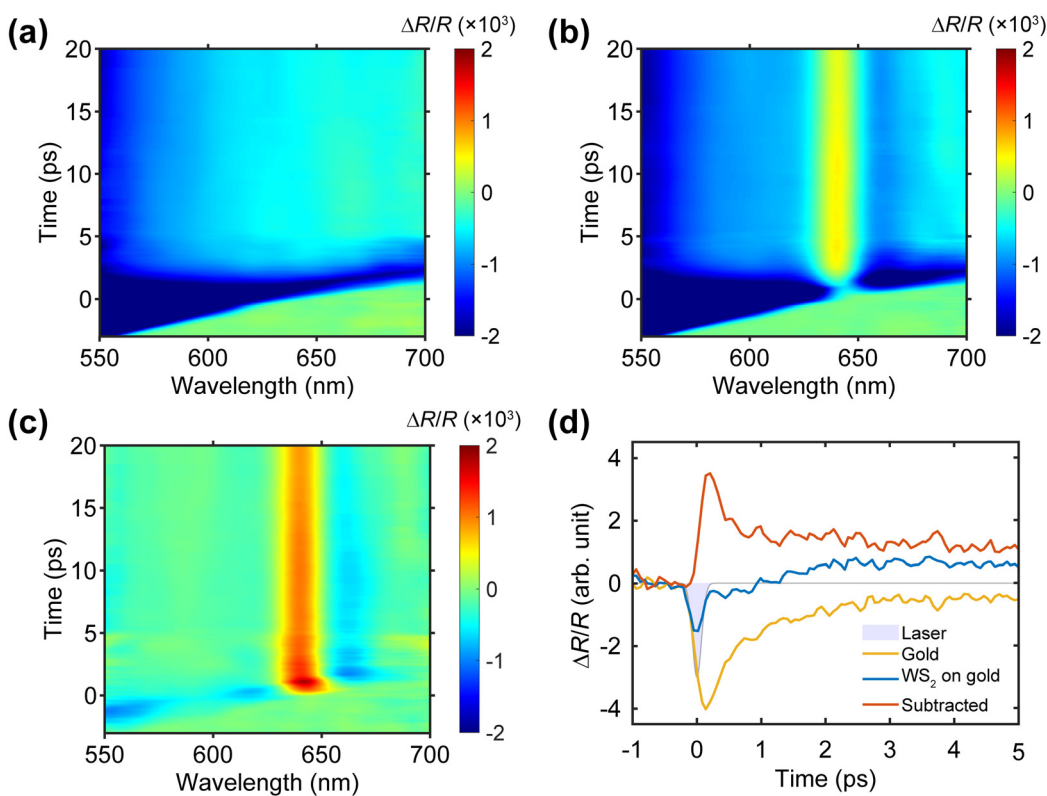 (a)
ΔR/R (×10³)
20
15
10
5
0
Time (ps)
550 600 650 700
Wavelength (nm)
2
1
0
-1
-2
(b)
ΔR/R (×10³)
20
15
10
5
0
Time (ps)
550 600 650 700
Wavelength (nm)
2
1
0
-1
-2
(c)
ΔR/R (×10³)
20
15
10
5
0
Time (ps)
550 600 650 700
Wavelength (nm)
2
1
0
-1
-2
(d)
4
2
0
-2
-4
ΔR/R (arb. unit)
Laser
Gold
WS₂ on gold
Subtracted
-1 0 1 2 3 4 5
Time (ps)